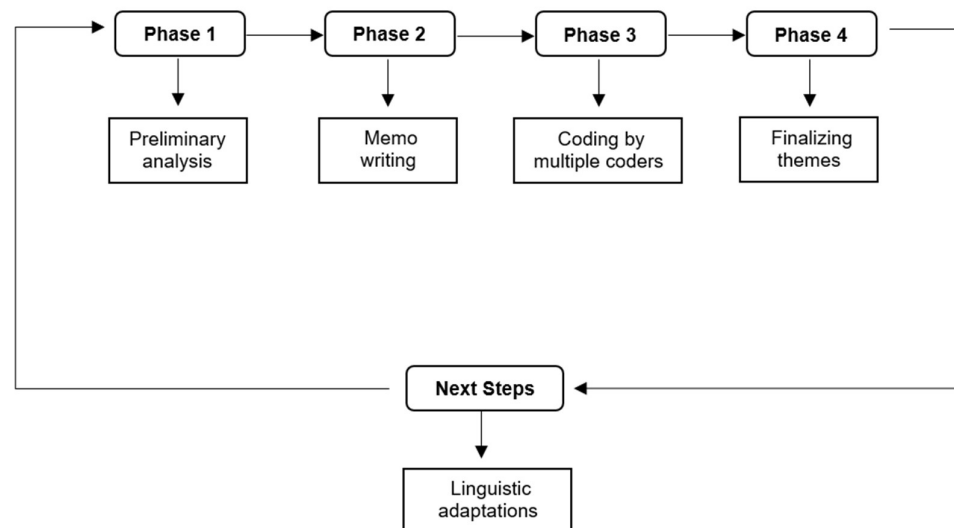 Phase 1
Phase 2
Phase 3
Phase 4
Preliminary
analysis
Memo
writing
Coding by
multiple coders
Finalizing
themes
Next Steps
Linguistic
adaptations